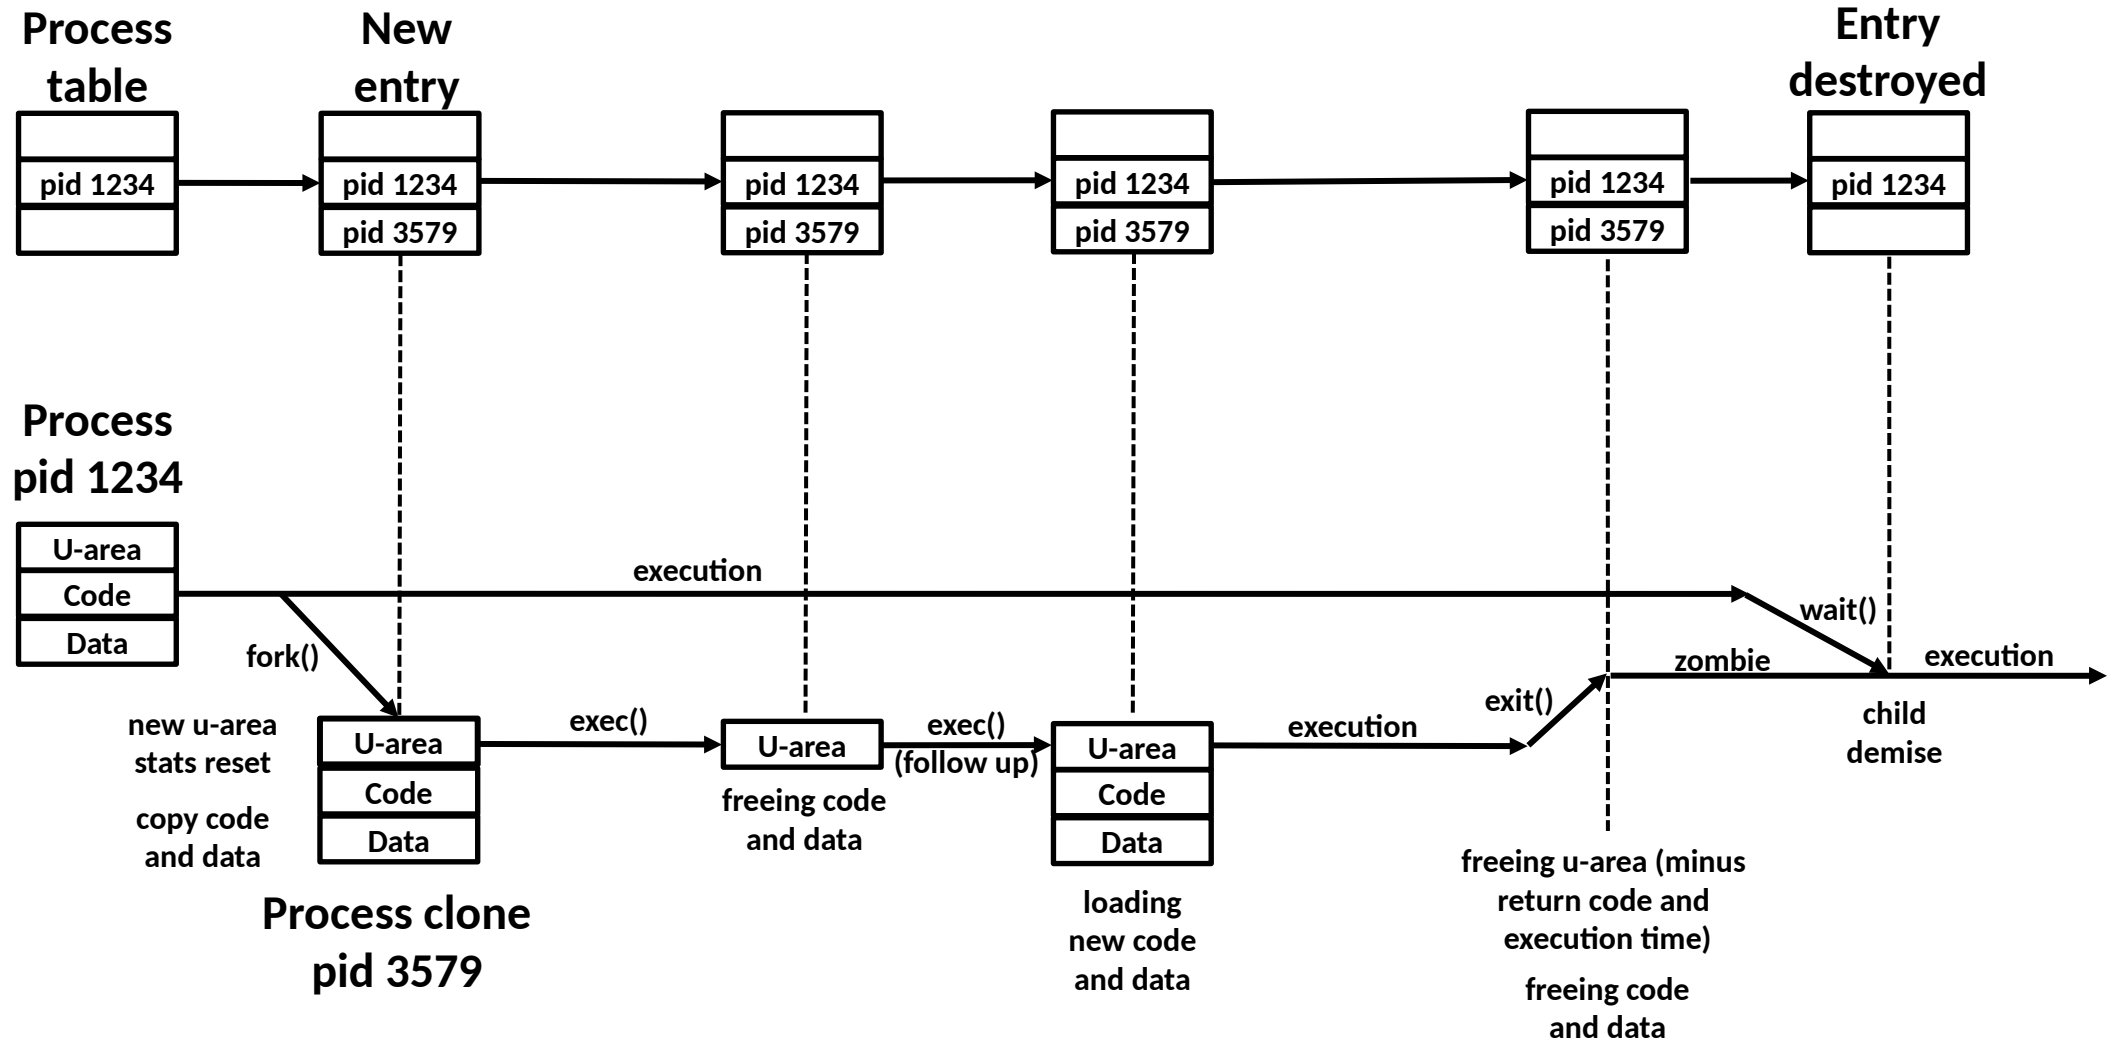 Process
table
New
entry
Entry
destroyed
pid 1234
pid 1234
pid 3579
pid 1234
pid 3579
pid 1234
pid 3579
pid 1234
pid 3579
pid 1234
Process
pid 1234
U-area
Code
Data
execution
fork()
wait()
zombie
execution
child
demise
new u-area
stats reset
copy code
and data
U-area
Code
Data
Process clone
pid 3579
exec()
U-area
freeing code
and data
exec()
(follow up)
U-area
Code
Data
loading
new code
and data
execution
exit()
freeing u-area (minus
return code and
execution time)
freeing code
and data